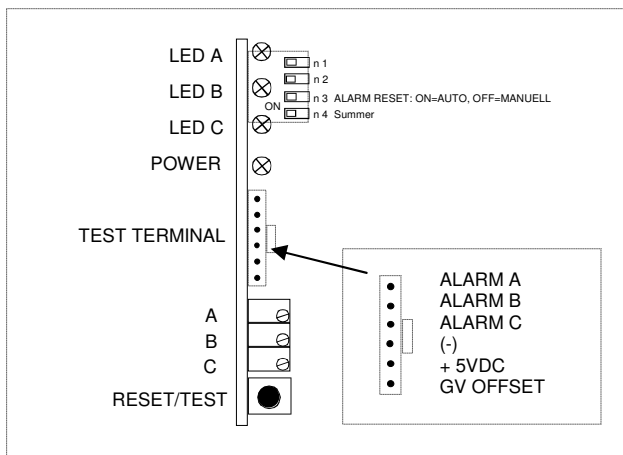 LED A
LED B
LED C
POWER
TEST TERMINAL
A
B
C
RESET/TEST
n 1
n 2
n 3 ALARM RESET: ON=AUTO, OFF=MANUELL
ON
n 4 Summer
ALARM A
ALARM B
ALARM C
(-)
+ 5VDC
GV OFFSET